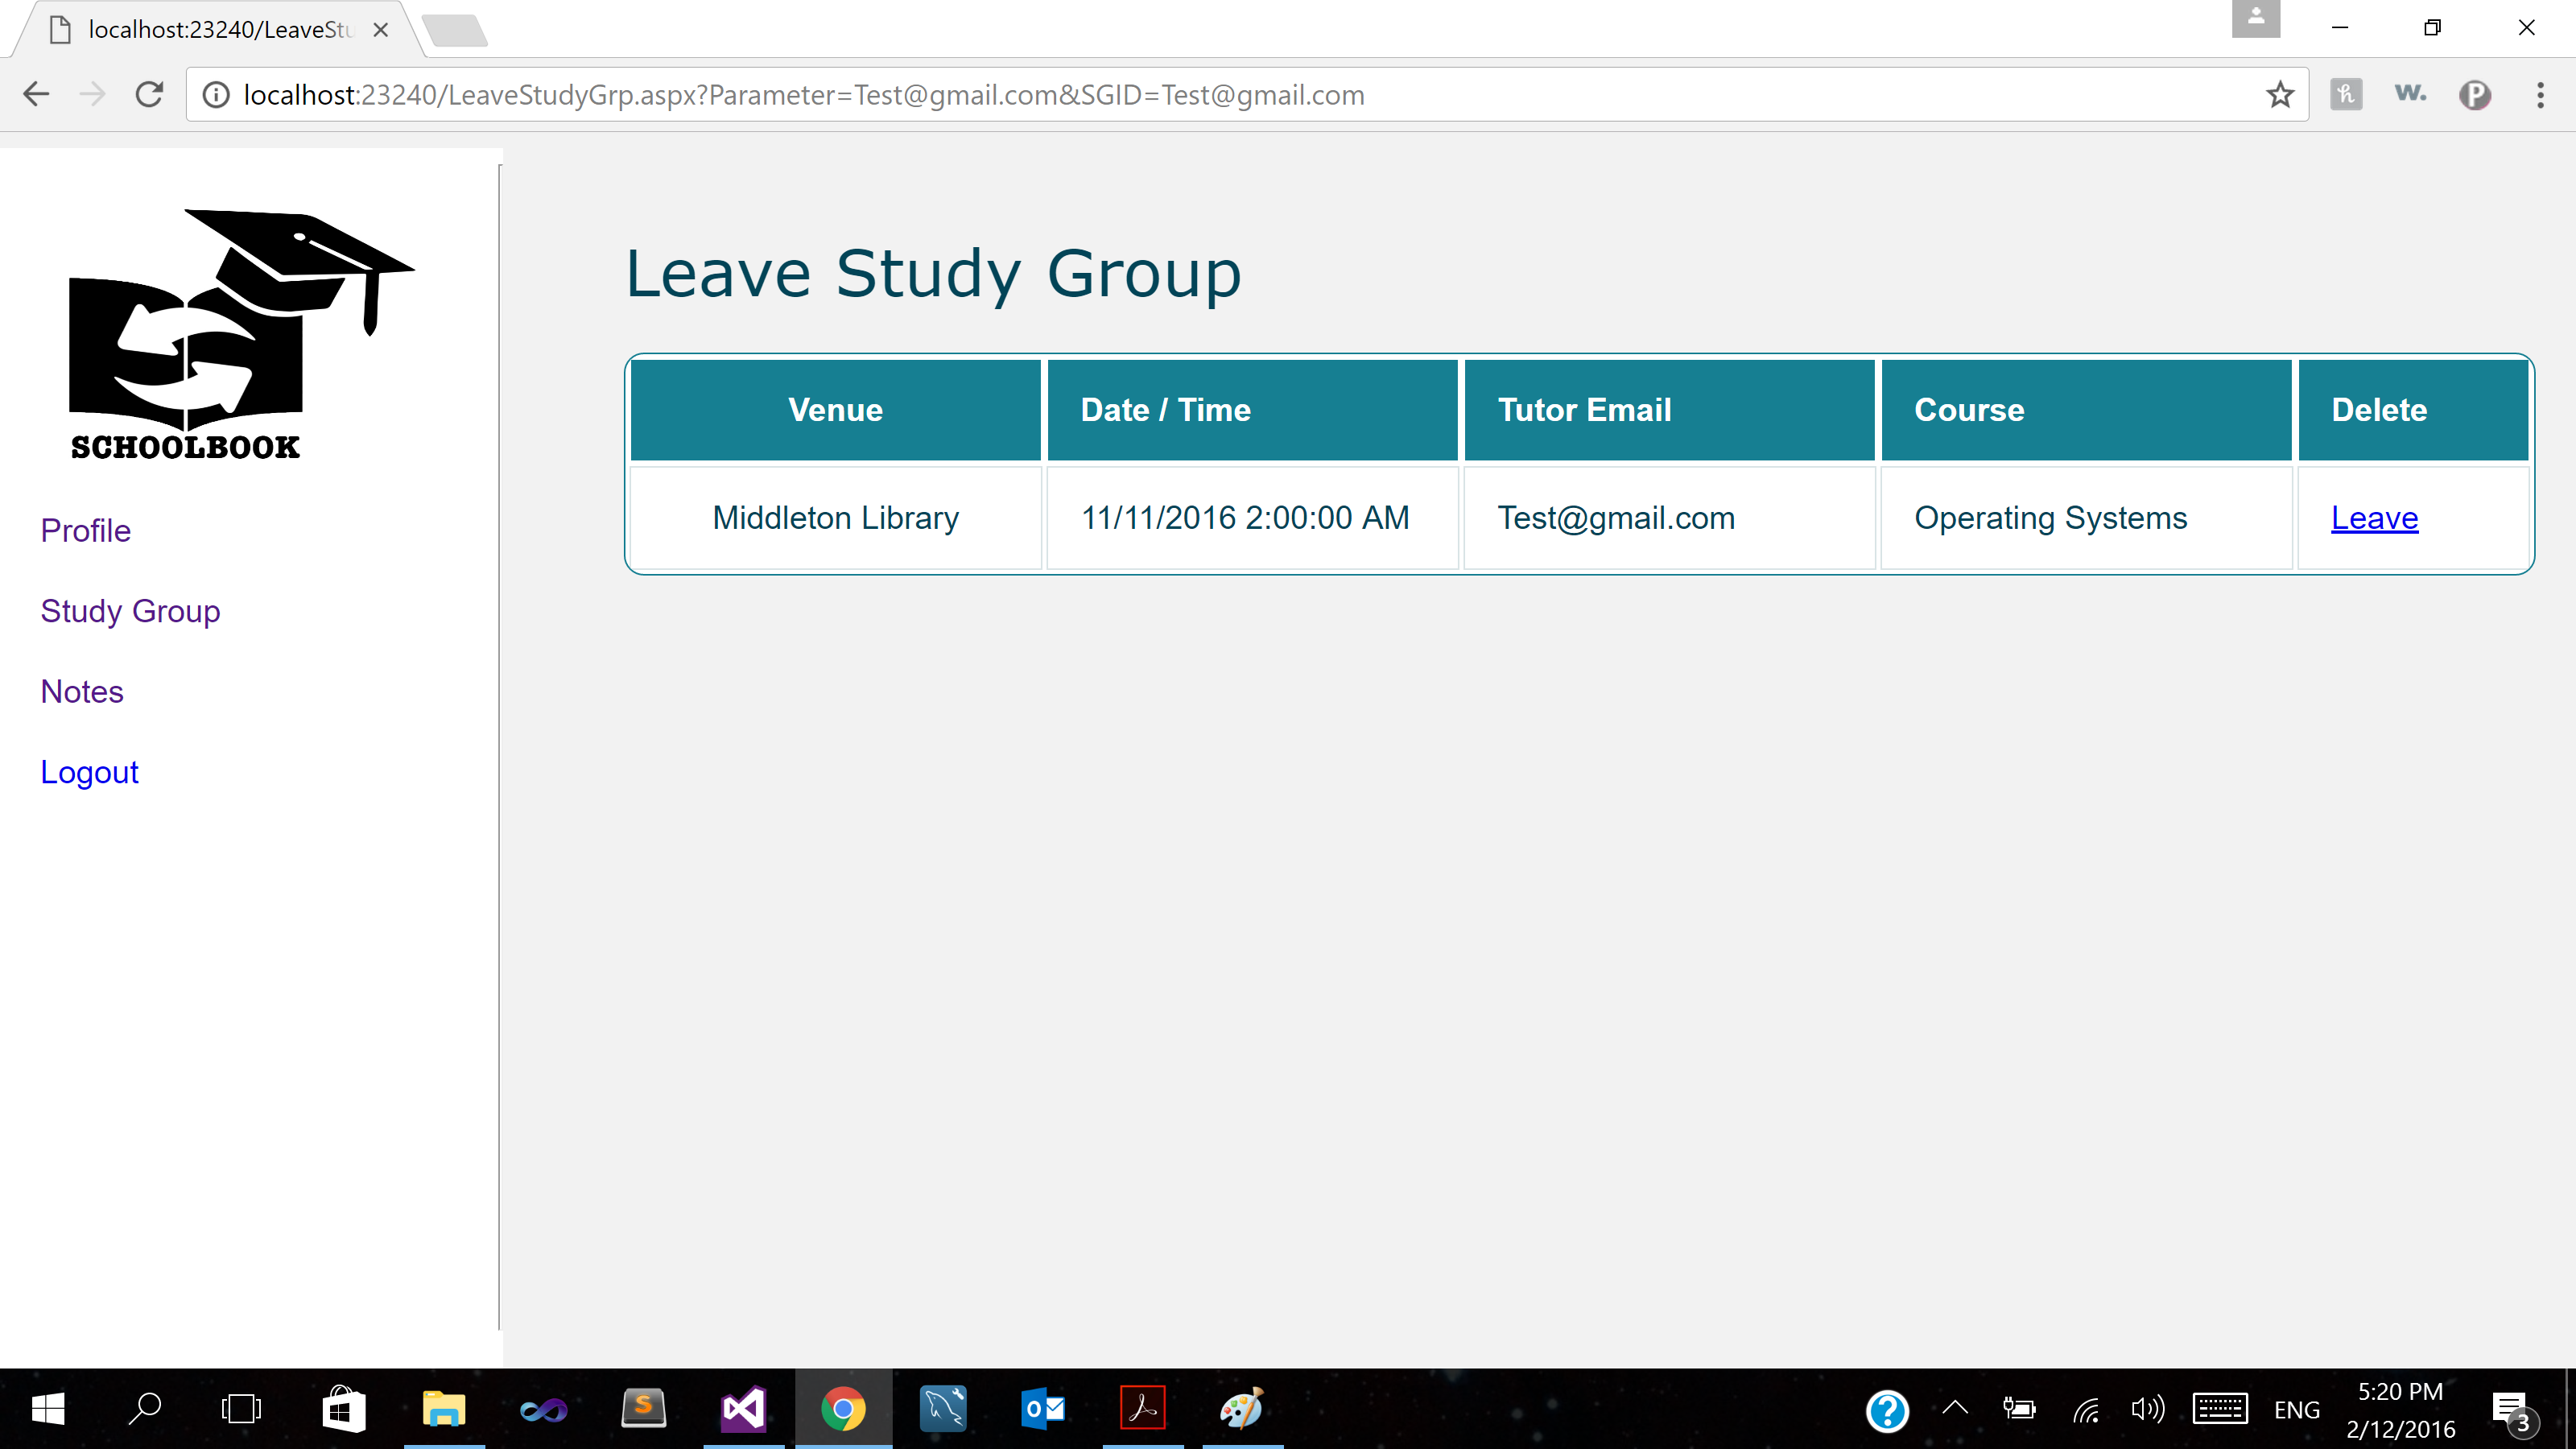 localhost:23240/LeaveStu
localhost:23240/LeaveStudyGrp.aspx?Parameter=Test@gmail.com&SGID=Test@gmail.com
SCHOOLBOOK
Profile
Study Group
Notes
Logout
Leave Study Group
Venue Date / Time Tutor Email Course Delete
Middleton Library 11/11/2016 2:00:00 AM Test@gmail.com Operating Systems Leave
ENG
5:20 PM
2/12/2016
3